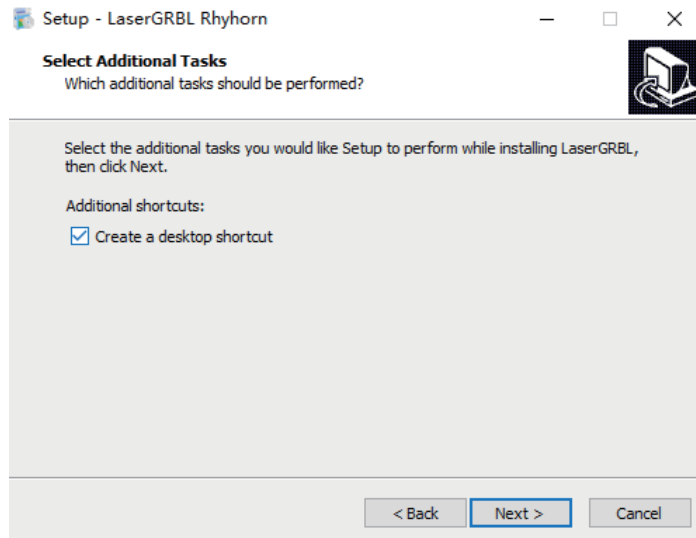 Setup - LaserGRBL Rhyhorn
Select Additional Tasks
Which additional tasks should be performed?
Select the additional tasks you would like Setup to perform while installing LaserGRBL,
then click Next.
Additional shortcuts:
Create a desktop shortcut
< Back
Next >
Cancel